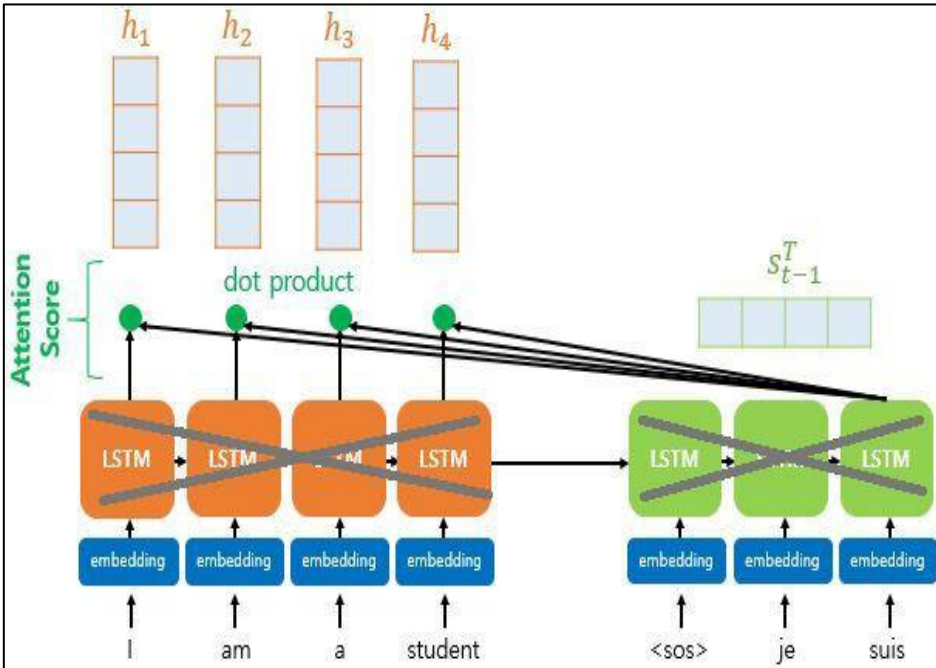 h₁ h₂ h₃ h₄
dot product
Attention
Score
sᵀₜ₋₁
LSTM LSTM LSTM LSTM LSTM LSTM
embedding embedding embedding embedding embedding embedding embedding
I am a student <sos> je suis